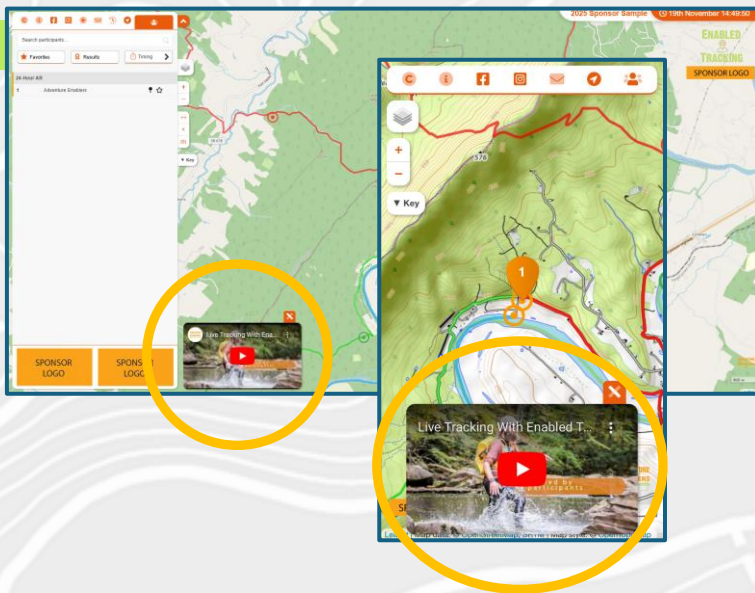 2025 Sponsor Sample
19th November 14:49:50
ENABLED
TRACKING
SPONSOR LOGO
Search participants...
Favorites
Results
Timing
24 Hour AR
1 Adventure Enablers
Key
SPONSOR
LOGO
SPONSOR
LOGO
Live Tracking With Ena...
576
Key
1
Live Tracking With Enabled T...
participants